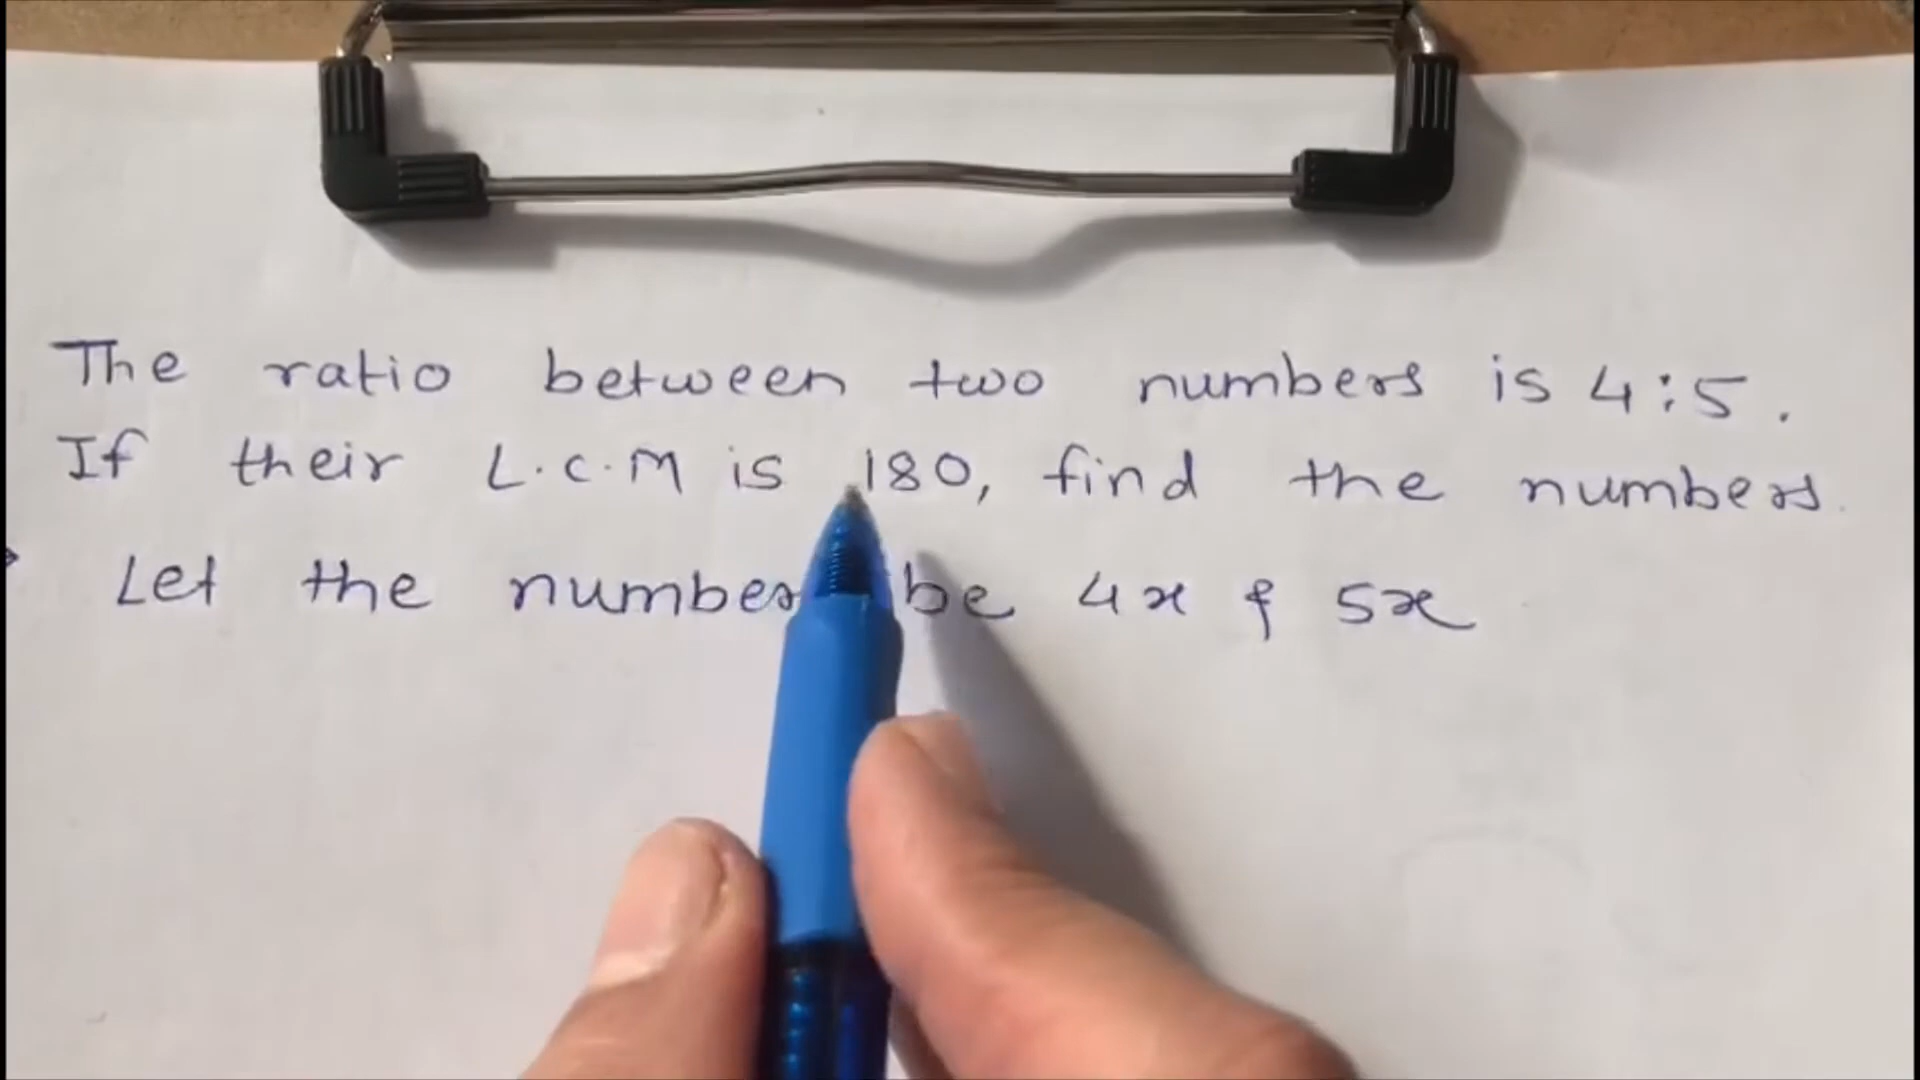 The ratio between two numbers is 4:5.
If their L.C.M is 180, find the numbers.
Let the number be 4x & 5x